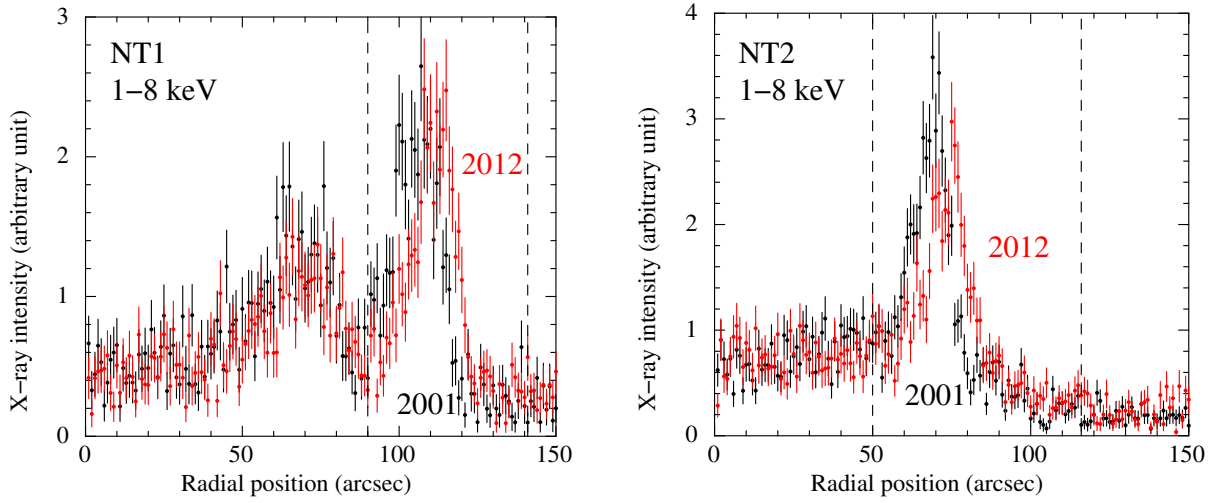 NT1
1−8 keV
2012
2001
0
1
2
3
0
50
100
150
X−ray intensity (arbitrary unit)
Radial position (arcsec)
NT2
1−8 keV
2012
2001
0
1
2
3
4
0
50
100
150
X−ray intensity (arbitrary unit)
Radial position (arcsec)